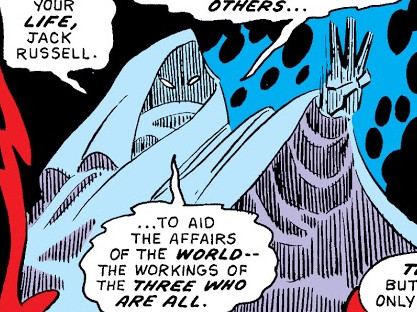 YOUR
LIFE,
JACK
RUSSELL.
OTHERS...
...TO AID
THE AFFAIRS
OF THE WORLD--
THE WORKINGS OF
THE THREE WHO
ARE ALL.
BUT
ONLY